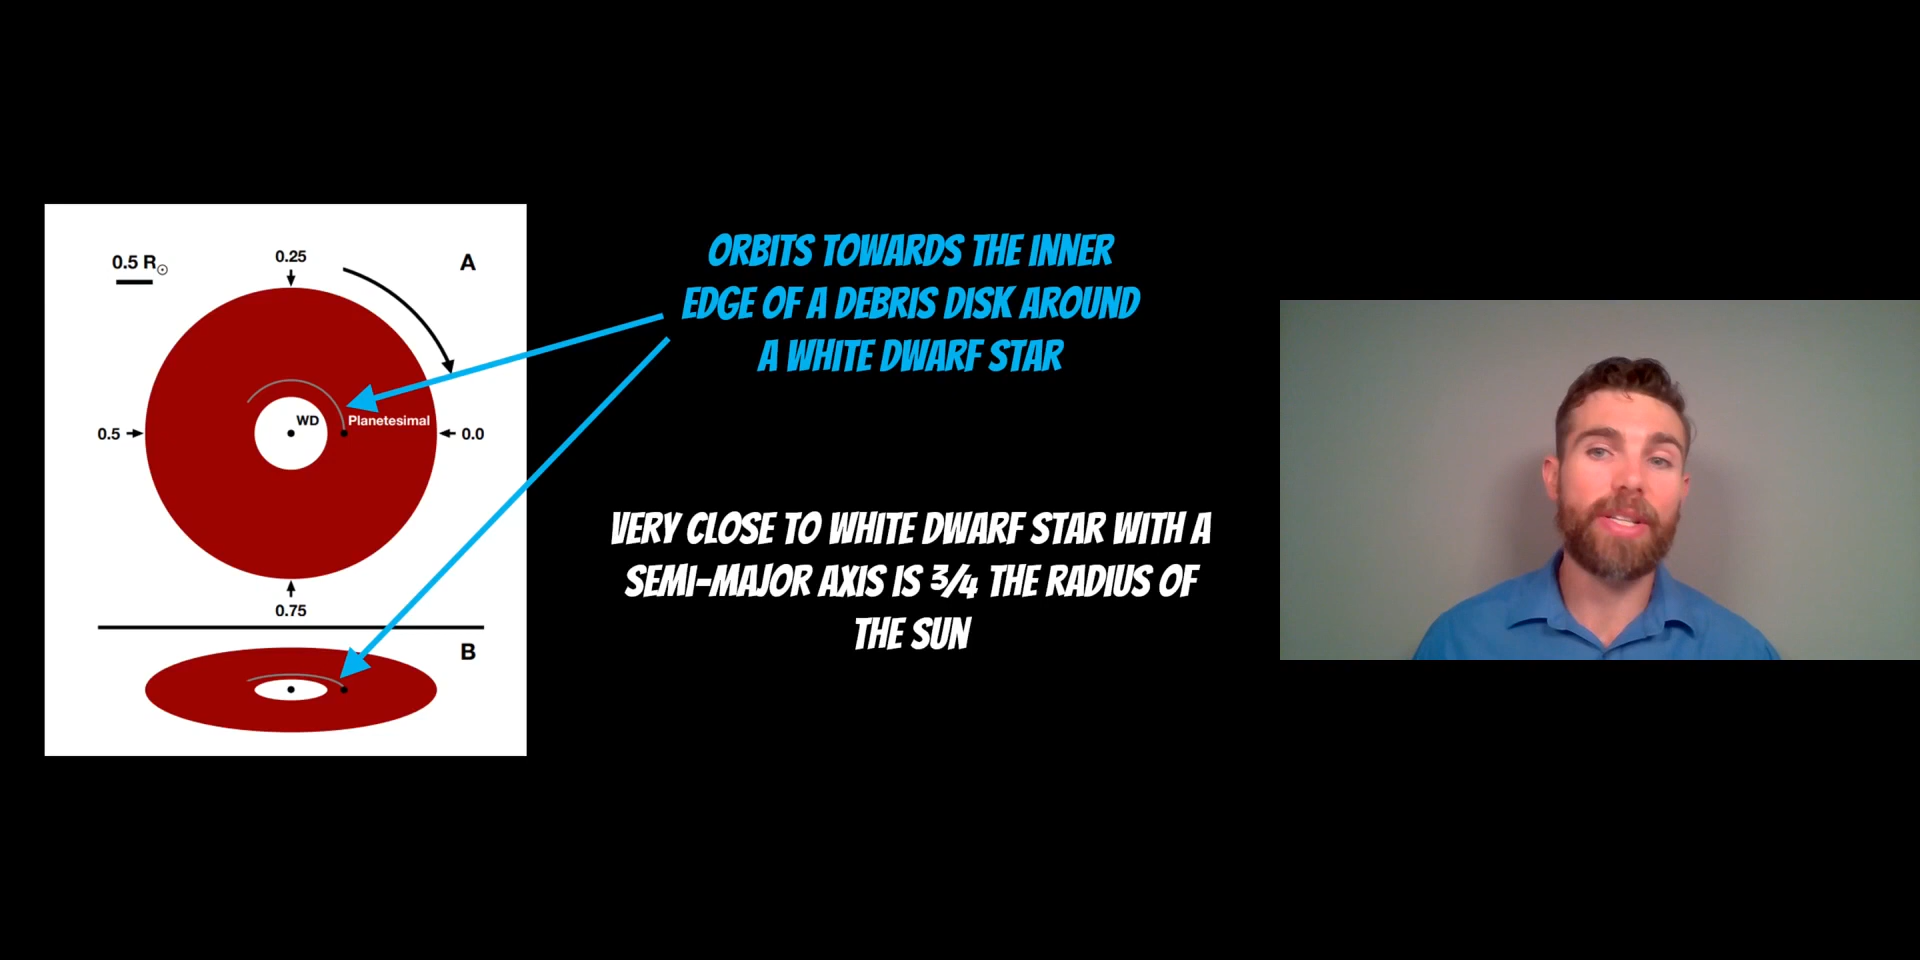 0.5 R☉
0.25
A
WD
Planetesimal
0.5
0.0
0.75
B
ORBITS TOWARDS THE INNER
EDGE OF A DEBRIS DISK AROUND
A WHITE DWARF STAR
VERY CLOSE TO WHITE DWARF STAR WITH A
SEMI-MAJOR AXIS IS ¾ THE RADIUS OF
THE SUN